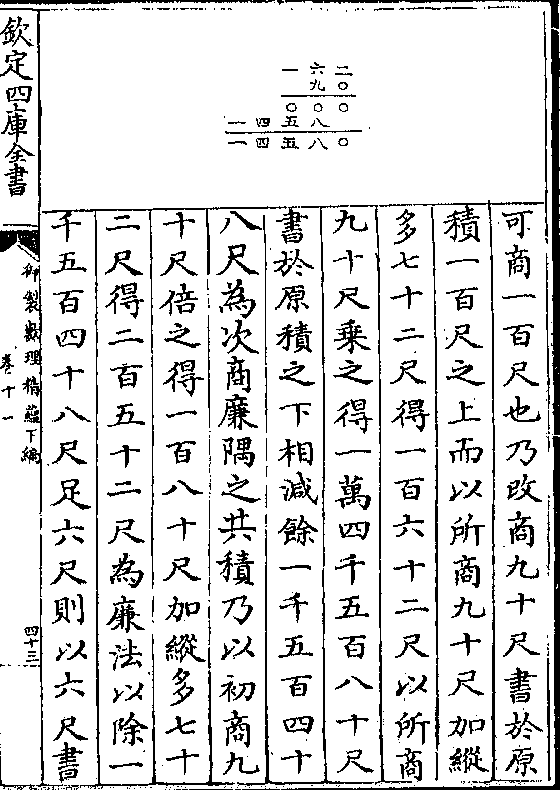 一六二
九〇
〇〇〇
一四五八
一四五八〇
可商一百尺也乃改商九十尺書於原
積一百尺之上而以所商九十尺加縱
多七十二尺得一百六十二尺以所商
九十尺乘之得一萬四千五百八十尺
書於原積之下相減餘一千五百四十
八尺為次商廉隅之共積乃以初商九
十尺倍之得一百八十尺加縱多七十
二尺得二百五十二尺為廉法以除一
千五百四十八尺足六尺則以六尺書
欽定四庫全書
御製數理精蘊下編
卷十一
四十三